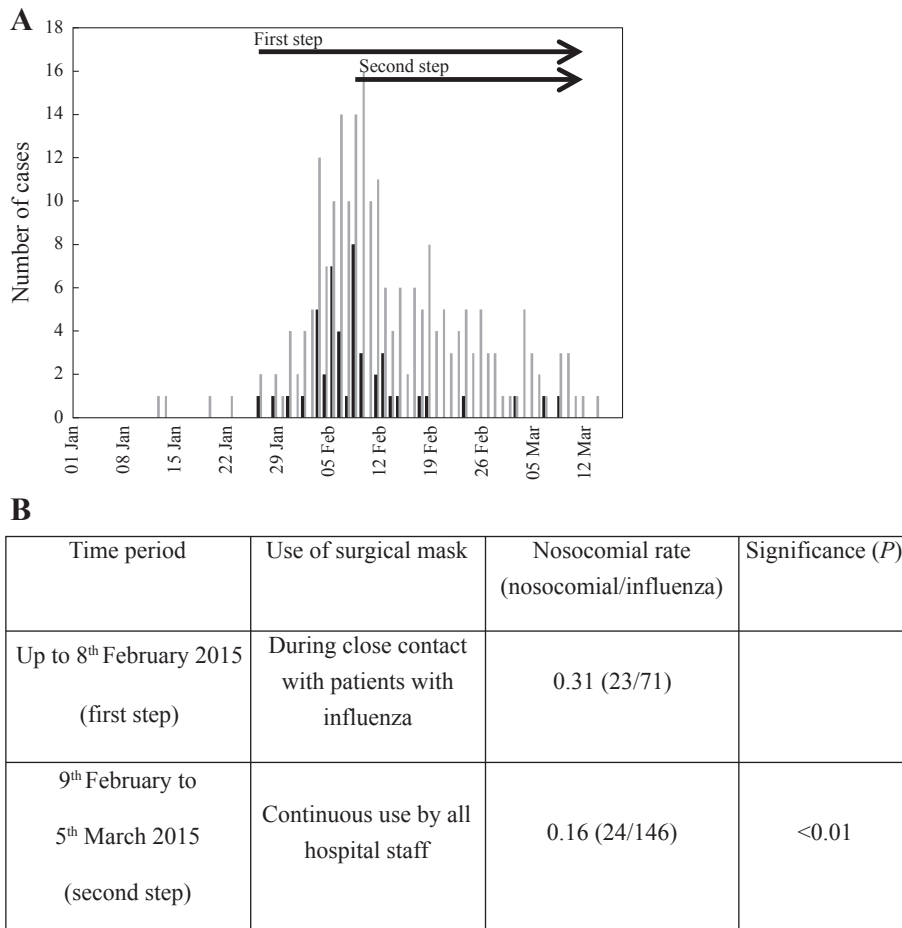 A
18
16
14
12
10
8
6
4
2
0
Number of cases
First step
Second step
01 Jan
08 Jan
15 Jan
22 Jan
29 Jan
05 Feb
12 Feb
19 Feb
26 Feb
05 Mar
12 Mar
B
Time period
Use of surgical mask
Nosocomial rate
(nosocomial/influenza)
Significance (P)
Up to 8th February 2015
(first step)
During close contact
with patients with
influenza
0.31 (23/71)
9th February to
5th March 2015
(second step)
Continuous use by all
hospital staff
0.16 (24/146)
<0.01